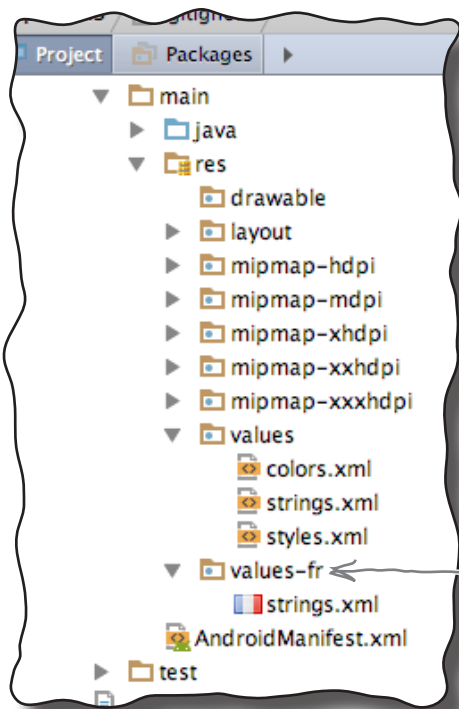 Project Packages
main
java
res
drawable
layout
mipmap-hdpi
mipmap-mdpi
mipmap-xhdpi
mipmap-xxhdpi
mipmap-xxxhdpi
values
colors.xml
strings.xml
styles.xml
values-fr
strings.xml
AndroidManifest.xml
test